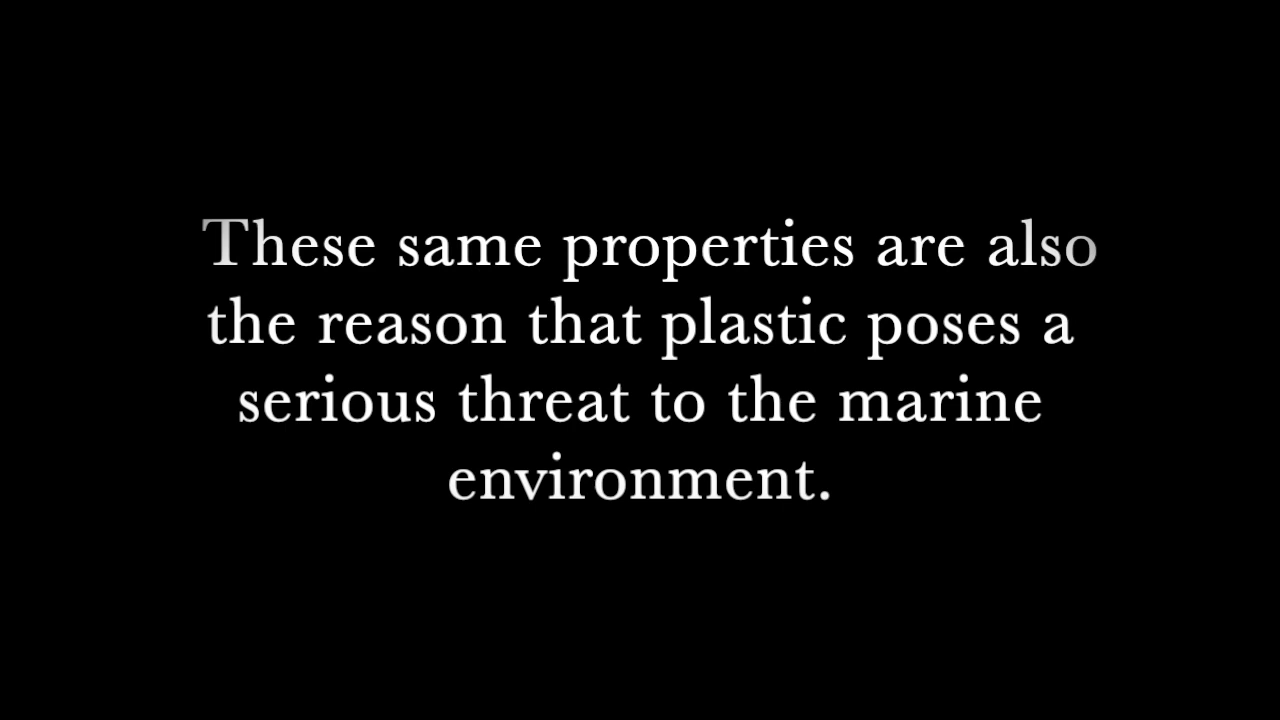 These same properties are also
the reason that plastic poses a
serious threat to the marine
environment.